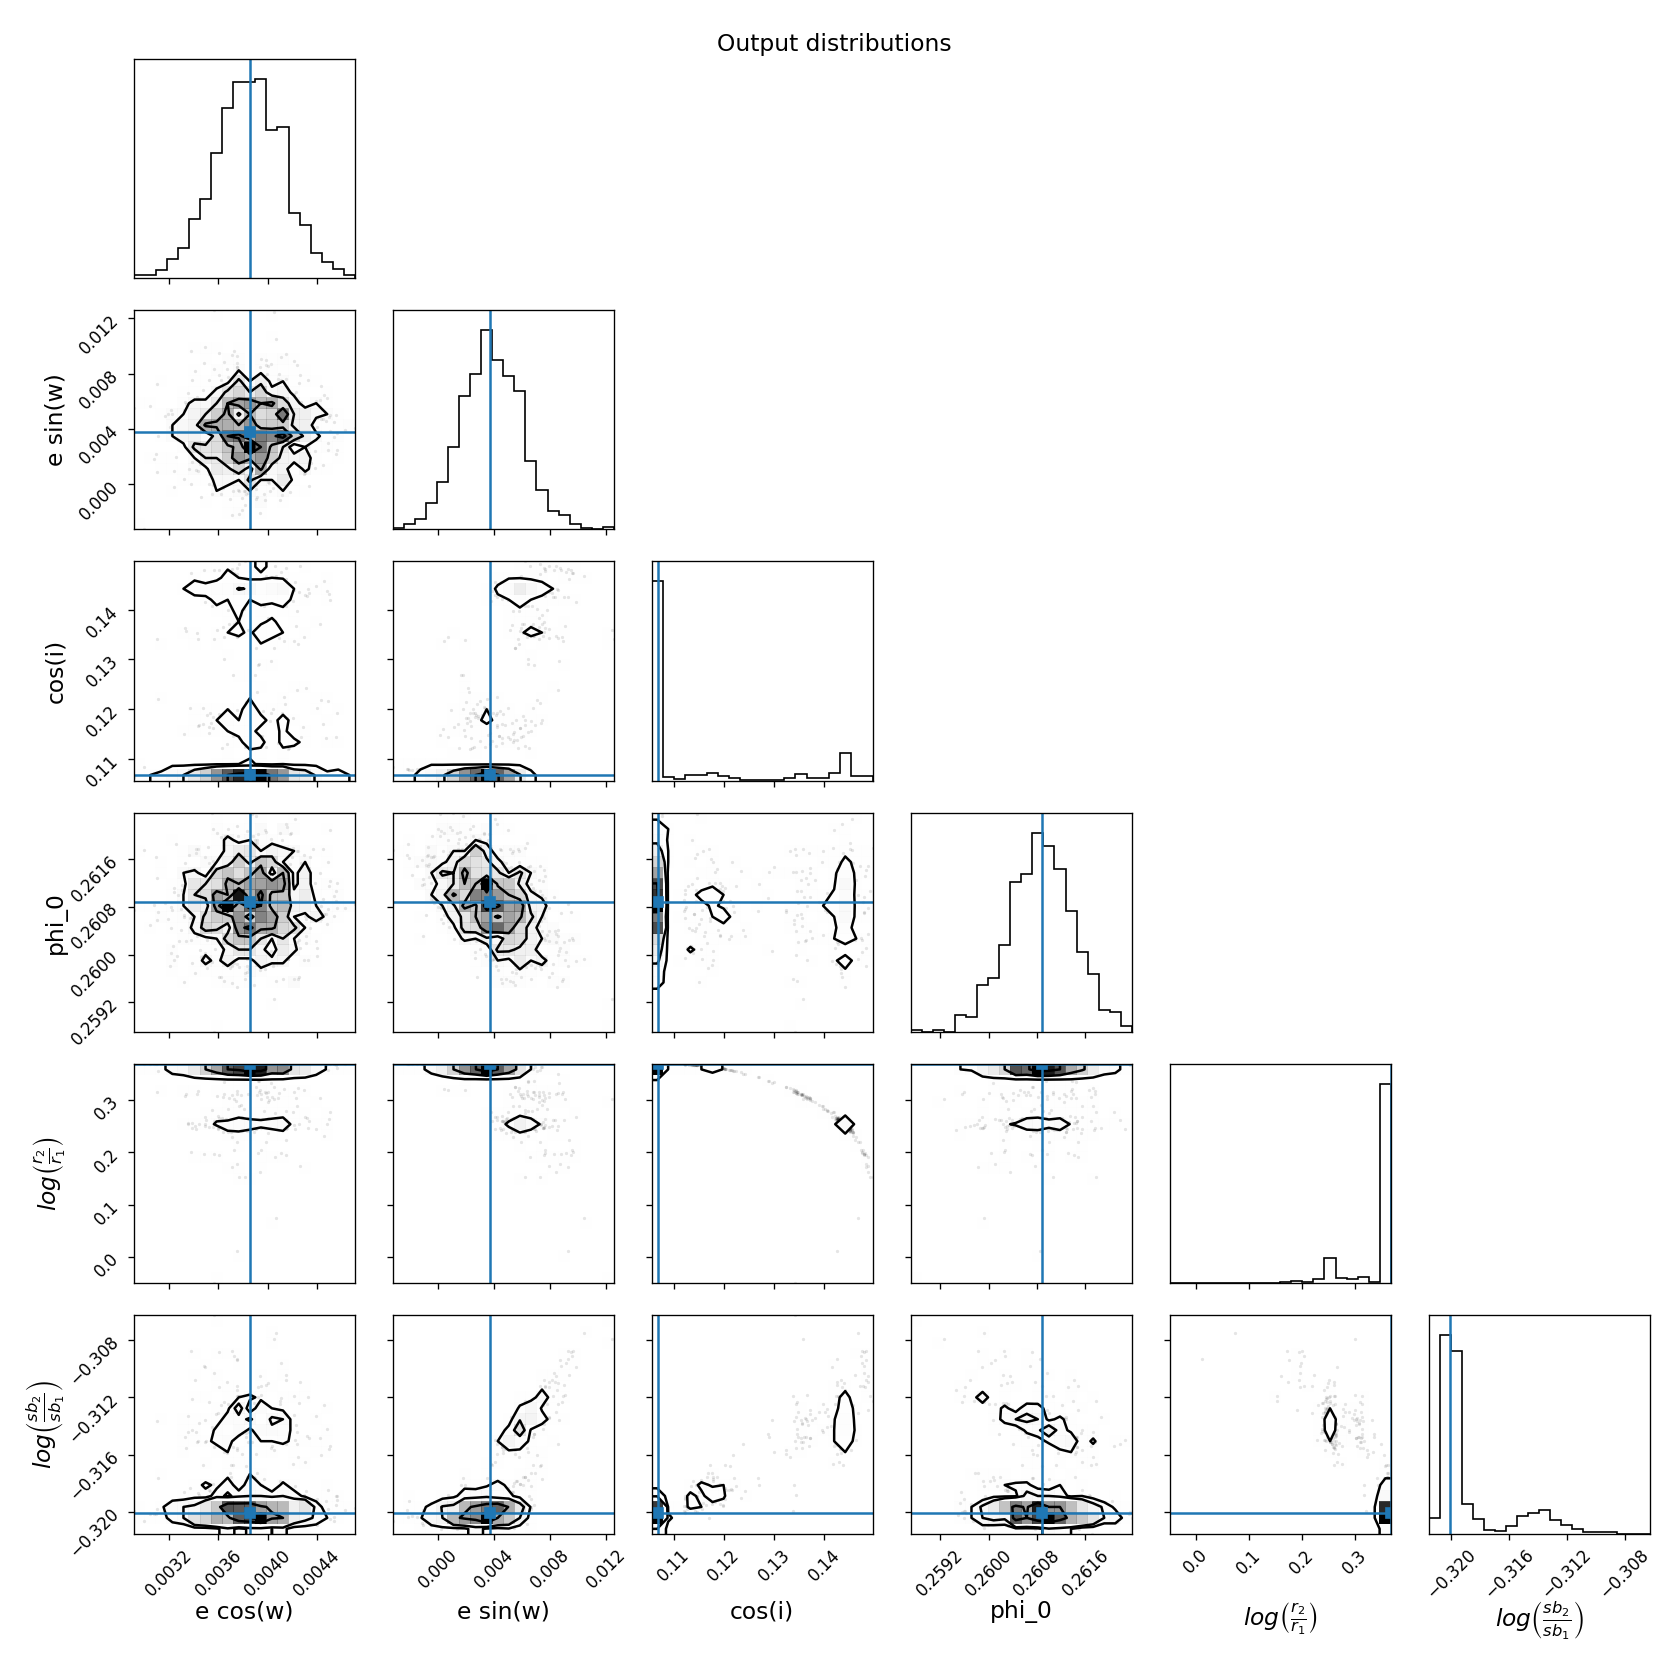 Output distributions
0.012
0.008
0.004
0.000
e sin(w)
0.14
0.13
0.12
0.11
cos(i)
0.2616
0.2608
0.2600
0.2592
phi_0
0.3
0.2
0.1
0.0
log(r₂/r₁)
−0.308
−0.312
−0.316
−0.320
log(sb₂/sb₁)
0.0032 0.0036 0.0040 0.0044
e cos(w)
0.000 0.004 0.008 0.012
e sin(w)
0.11 0.12 0.13 0.14
cos(i)
0.2592 0.2600 0.2608 0.2616
phi_0
0.0 0.1 0.2 0.3
log(r₂/r₁)
−0.320 −0.316 −0.312 −0.308
log(sb₂/sb₁)